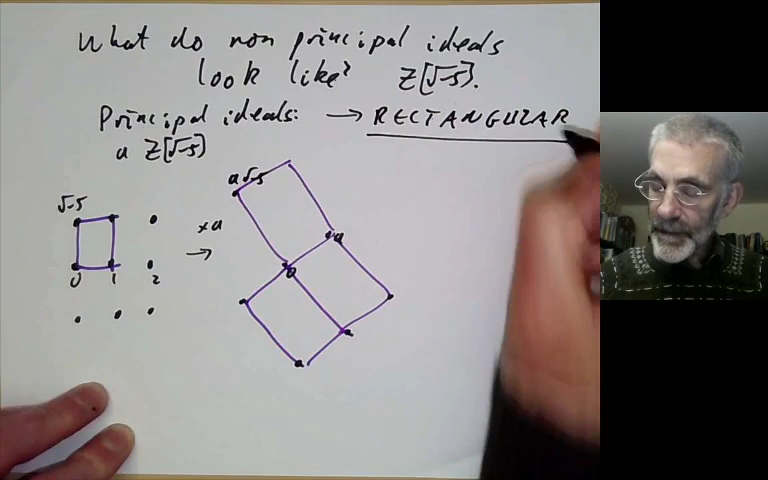 What do non principal ideals
look like? Z[√-5].
Principal ideals: → RECTANGULAR
a Z[√-5]
√-5
a√-5
×a
→
a
0
0 1 2